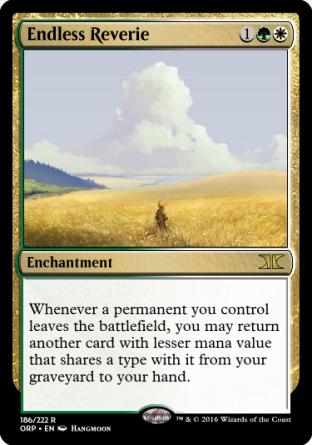 Endless Reverie 1
Enchantment
Whenever a permanent you control
leaves the battlefield, you may return
another card with lesser mana value
that shares a type with it from your
graveyard to your hand.
186/222 R
ORP • EN HANGMOON
™ & © 2016 Wizards of the Coast